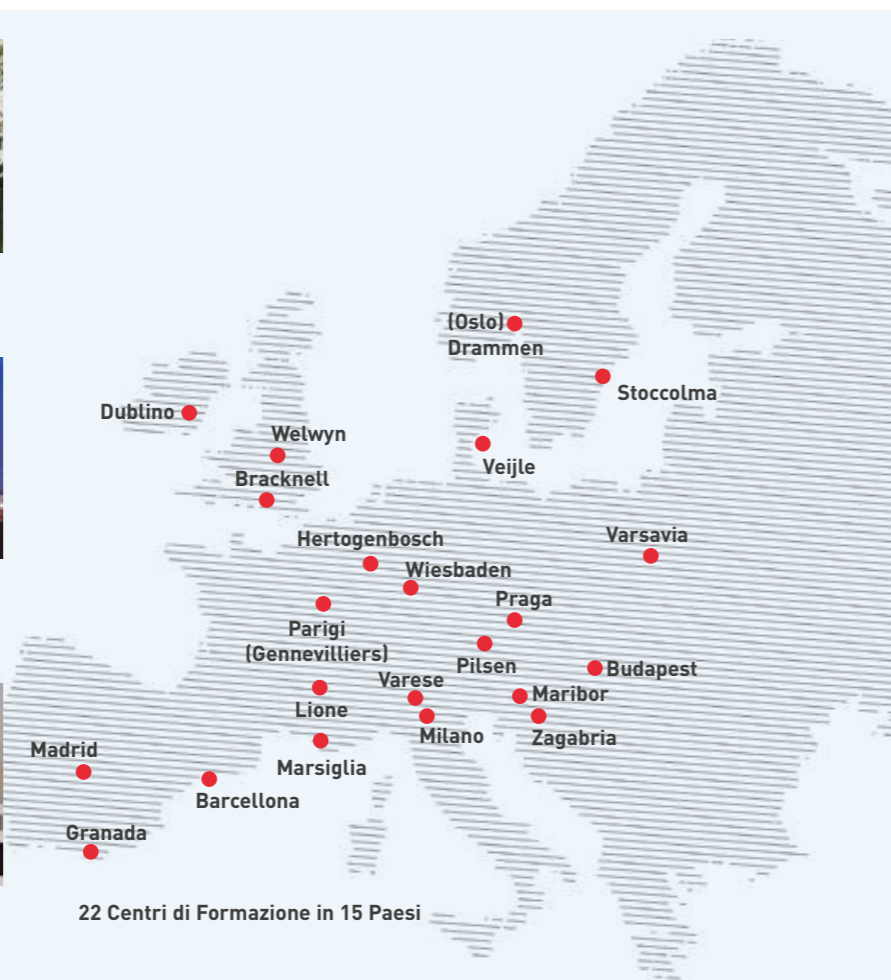 (Oslo)
Drammen
Stoccolma
Dublino
Welwyn
Veijle
Bracknell
Hertogenbosch
Varsavia
Wiesbaden
Praga
Parigi
(Gennevilliers)
Pilsen
Budapest
Varese
Maribor
Lione
Milano
Zagabria
Madrid
Marsiglia
Barcellona
Granada
22 Centri di Formazione in 15 Paesi